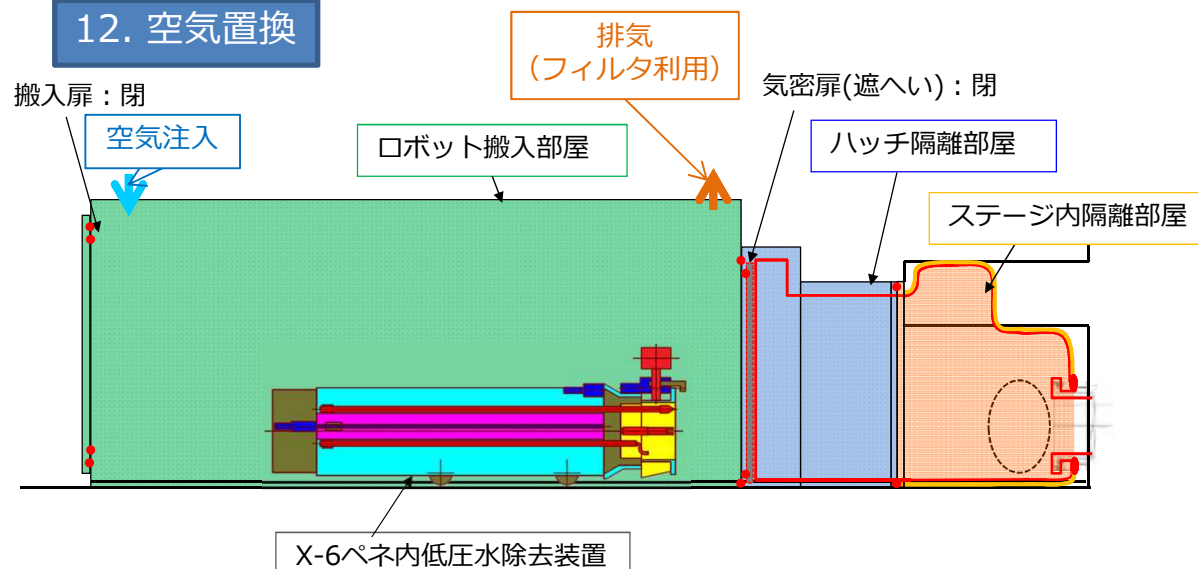 12. 空気置換
排気
（フィルタ利用）
搬入扉：閉
気密扉(遮へい)：閉
空気注入
ロボット搬入部屋
ハッチ隔離部屋
ステージ内隔離部屋
X-6ペネ内低圧水除去装置